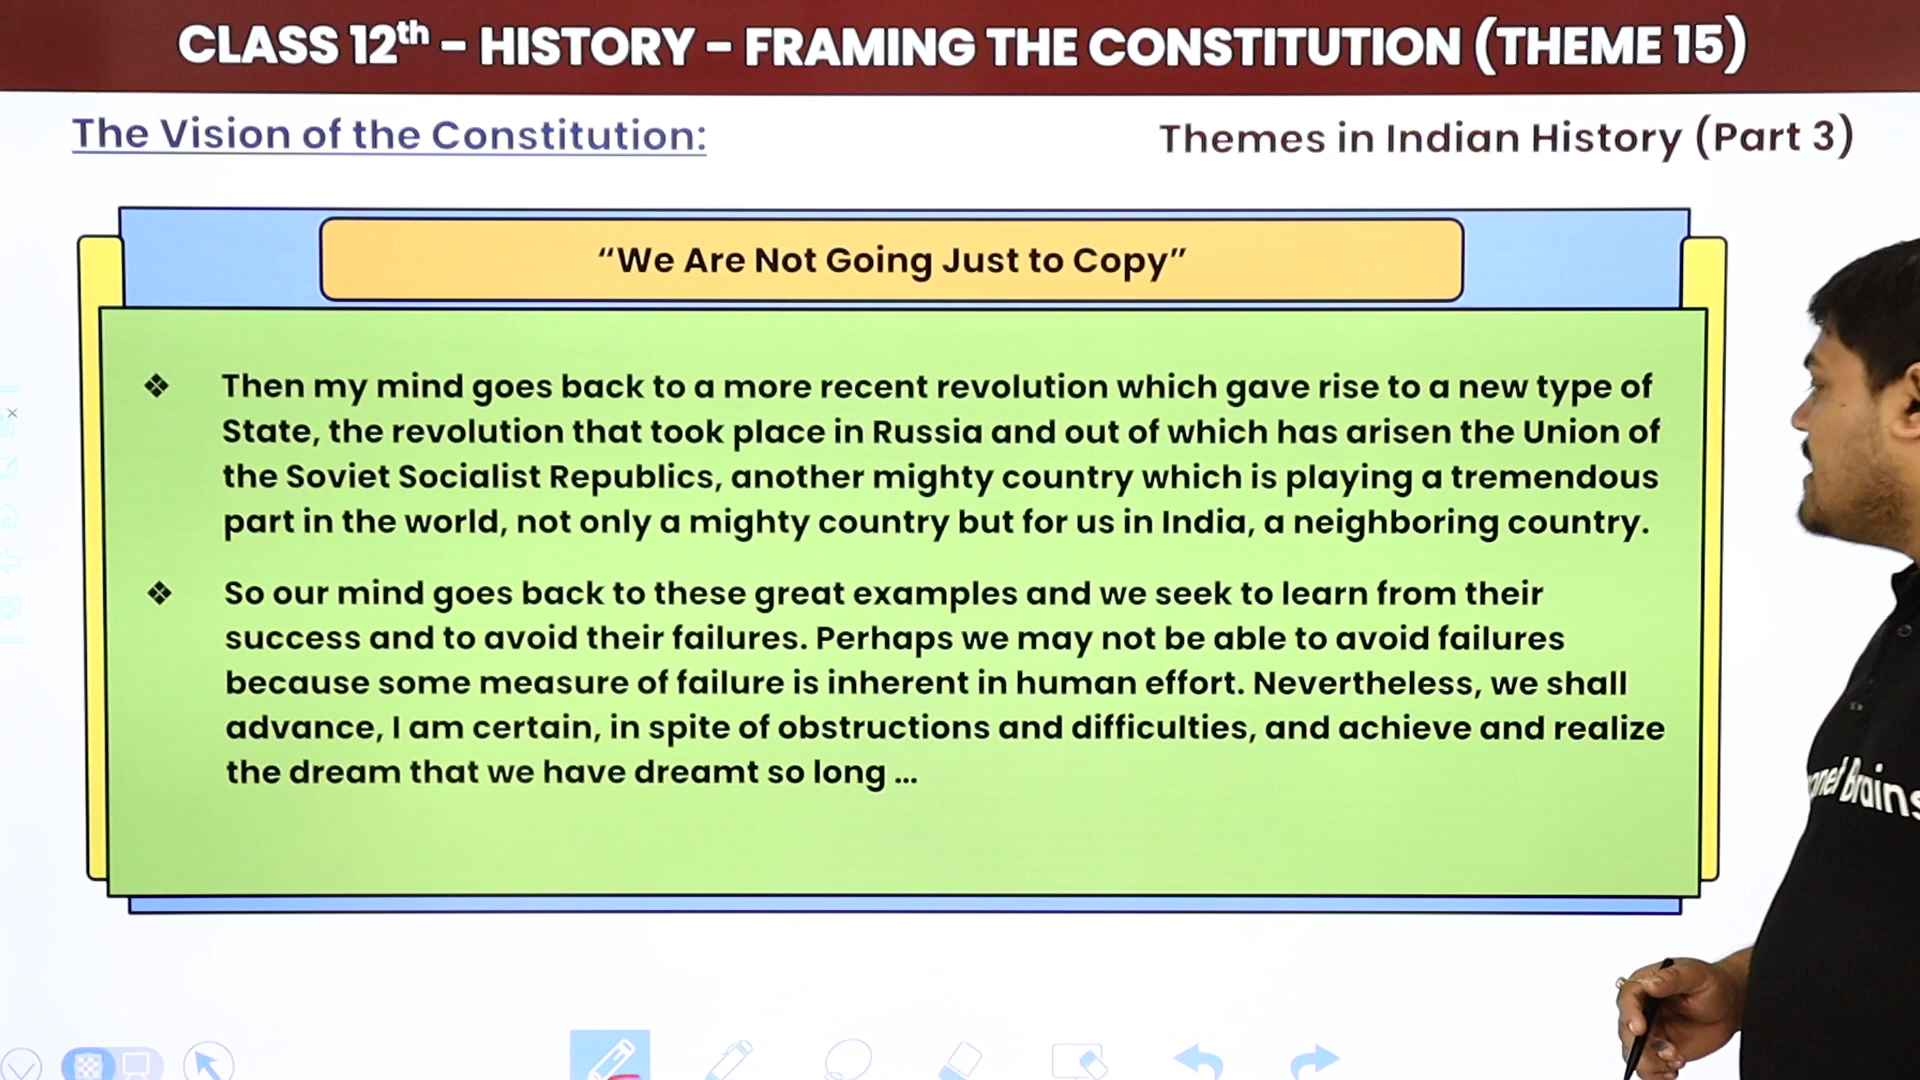 CLASS 12th – HISTORY – FRAMING THE CONSTITUTION (THEME 15)
The Vision of the Constitution:
Themes in Indian History (Part 3)
“We Are Not Going Just to Copy”
❖ Then my mind goes back to a more recent revolution which gave rise to a new type of
State, the revolution that took place in Russia and out of which has arisen the Union of
the Soviet Socialist Republics, another mighty country which is playing a tremendous
part in the world, not only a mighty country but for us in India, a neighboring country.
❖ So our mind goes back to these great examples and we seek to learn from their
success and to avoid their failures. Perhaps we may not be able to avoid failures
because some measure of failure is inherent in human effort. Nevertheless, we shall
advance, I am certain, in spite of obstructions and difficulties, and achieve and realize
the dream that we have dreamt so long ...
Brains